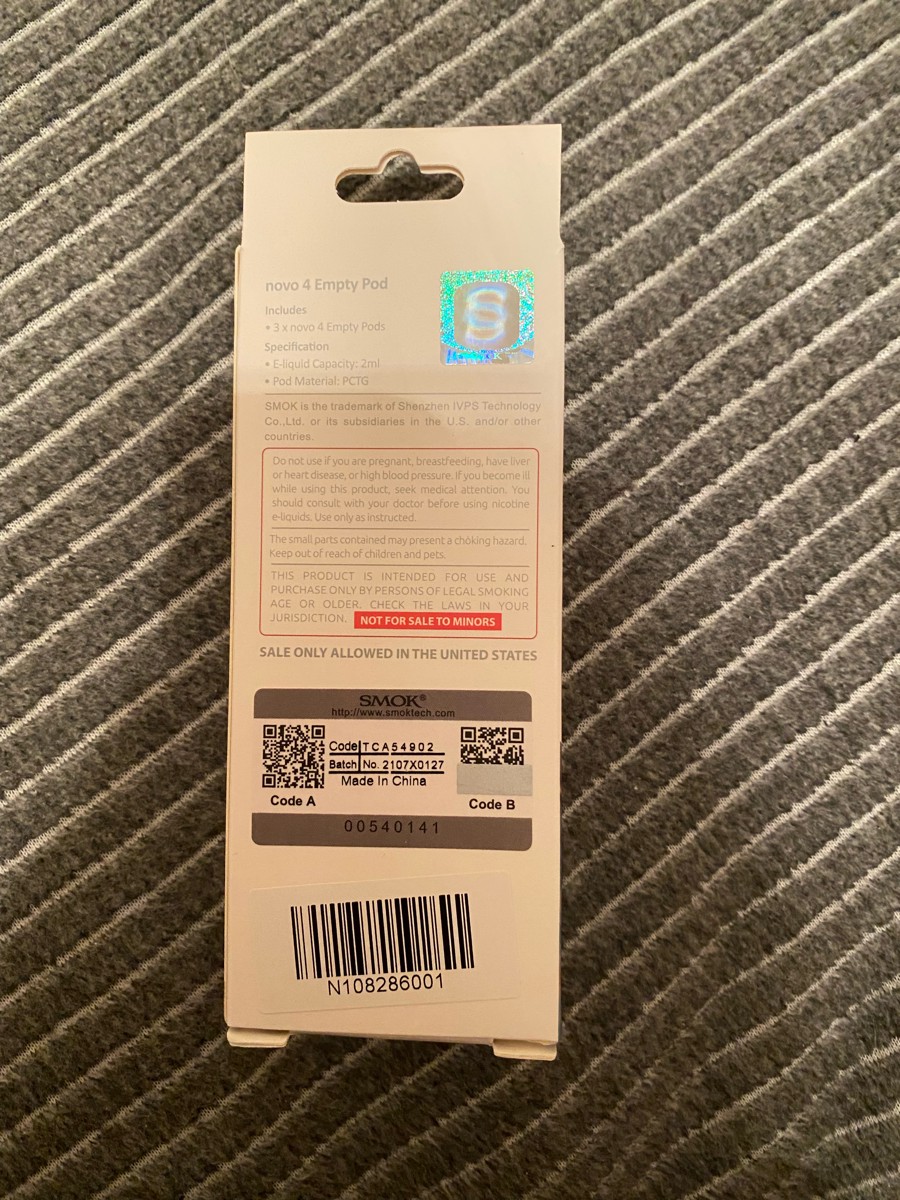 novo 4 Empty Pod
Includes
• 3 x novo 4 Empty Pods
Specification
• E-liquid Capacity: 2ml
• Pod Material: PCTG
SMOK is the trademark of Shenzhen IVPS Technology
Co.,Ltd. or its subsidiaries in the U.S. and/or other
countries.
Do not use if you are pregnant, breastfeeding, have liver
or heart disease, or high blood pressure. If you become ill
while using this product, seek medical attention. You
should consult with your doctor before using nicotine
e-liquids. Use only as instructed.
The small parts contained may present a choking hazard.
Keep out of reach of children and pets.
THIS PRODUCT IS INTENDED FOR USE AND
PURCHASE ONLY BY PERSONS OF LEGAL SMOKING
AGE OR OLDER. CHECK THE LAWS IN YOUR
JURISDICTION. NOT FOR SALE TO MINORS
SALE ONLY ALLOWED IN THE UNITED STATES
SMOK®
http://www.smoktech.com
Code TCA54902
Batch No. 2107X0127
Made In China
Code A
Code B
00540141
N108286001